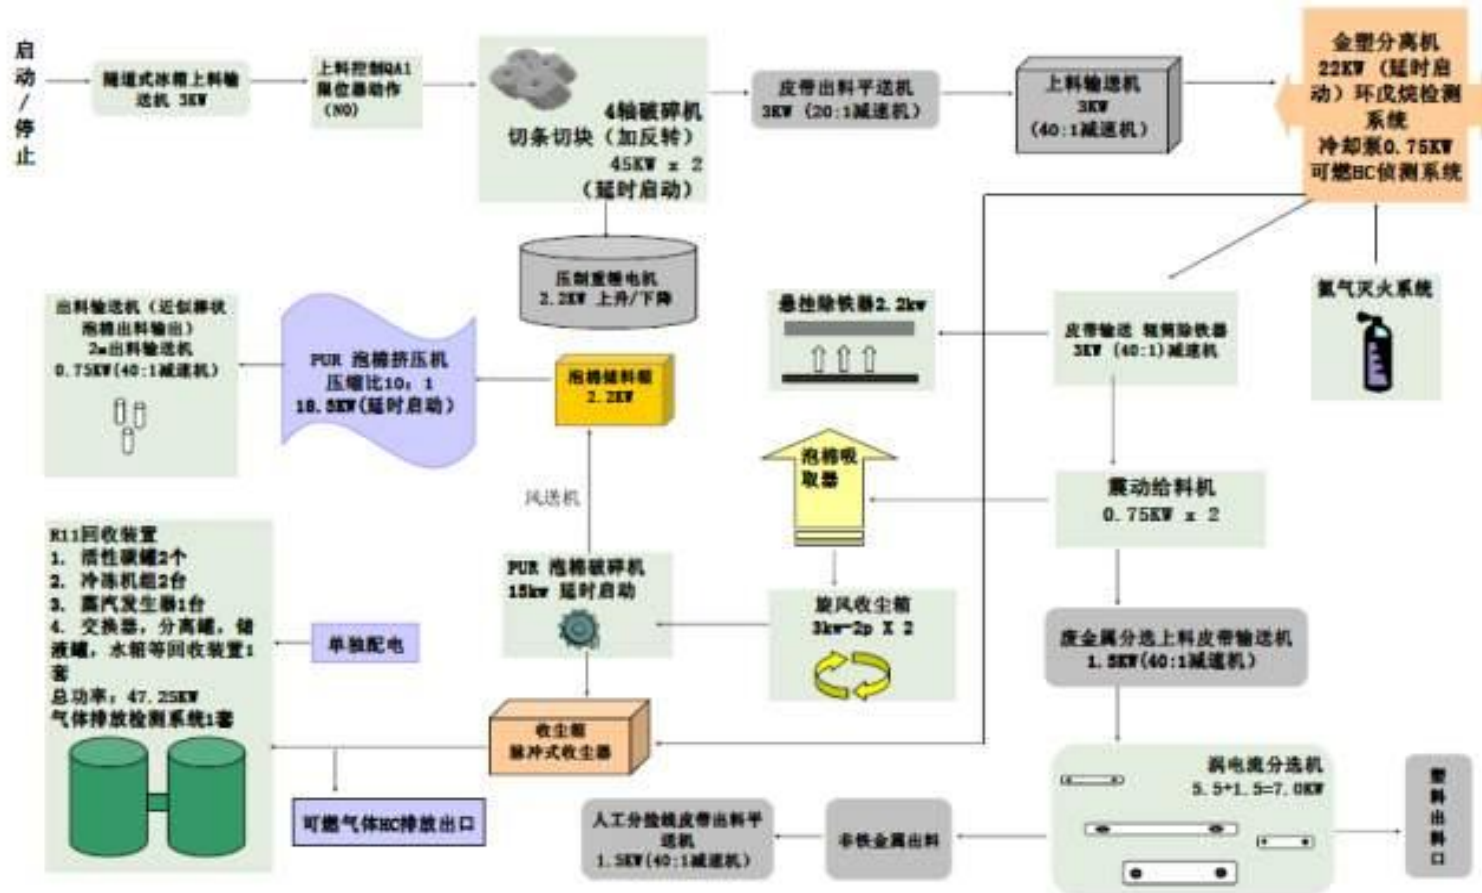 启
动
/
停
止
隧道式冰箱上料输
送机 3KW
上料控制QA1
限位器动作
（NO）
4轴破碎机
切条切块（加反转）
45KW x 2
（延时启动）
皮带出料平送机
3KW（20:1减速机）
上料输送机
3KW
(40:1减速机)
金塑分离机
22KW（延时启
动）环戊烷检测
系统
冷却泵0.75KW
可燃HC侦测系统
压制重锤电机
2.2KW 上升/下降
出料输送机（近似棒状
泡棉出料输出）
2m出料输送机
0.75KW(40:1减速机)
PUR 泡棉挤压机
压缩比10：1
18.5KW(延时启动)
泡棉储料箱
2.2KW
悬挂除铁器2.2kw
皮带输送 辊筒除铁器
3KW (40:1)减速机
氮气灭火系统
泡棉吸
取器
震动给料机
0.75KW x 2
风送机
R11回收装置
1. 活性碳罐2个
2. 冷冻机组2台
3. 蒸汽发生器1台
4. 交换器，分离罐，储
液罐，水箱等回收装置1
套
总功率：47.25KW
气体排放检测系统1套
单独配电
PUR 泡棉破碎机
15kw 延时启动
旋风收尘箱
3kw-2p X 2
废金属分选上料皮带输送机
1.5KW(40:1减速机)
收尘箱
脉冲式收尘器
可燃气体HC排放出口
人工分捡线皮带出料平
送机
1.5KW(40:1减速机)
非铁金属出料
涡电流分选机
5.5+1.5=7.0KW
塑
料
出
料
口